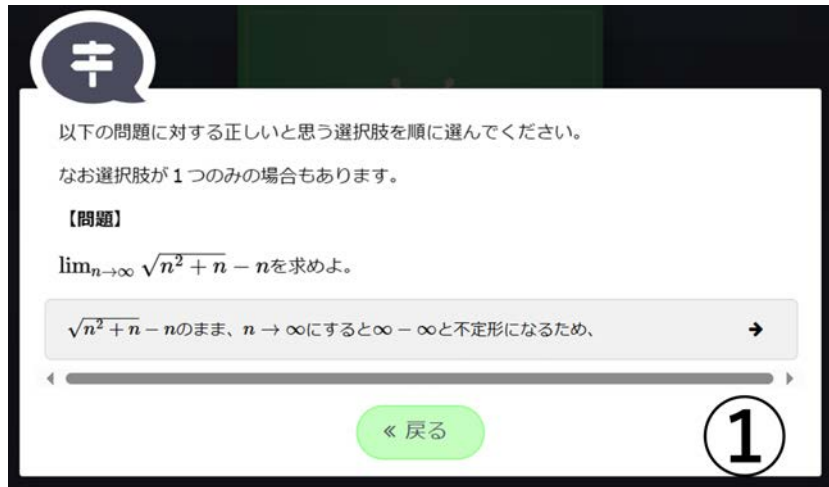 以下の問題に対する正しいと思う選択肢を順に選んでください。
なお選択肢が1つのみの場合もあります。
【問題】
lim_{n→∞} √(n² + n) − nを求めよ。
√(n² + n) − nのまま、n → ∞にすると∞ − ∞と不定形になるため、
« 戻る
①